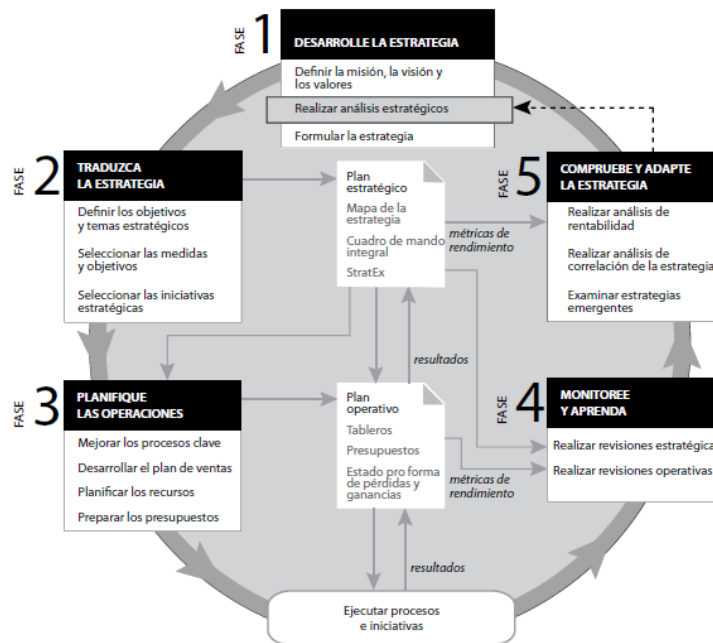 FASE 1
DESARROLLE LA ESTRATEGIA
Definir la misión, la visión y
los valores
Realizar análisis estratégicos
Formular la estrategia
FASE 2
TRADUZCA
LA ESTRATEGIA
Definir los objetivos
y temas estratégicos
Seleccionar las medidas
y objetivos
Seleccionar las iniciativas
estratégicas
Plan
estratégico
Mapa de la
estrategia
Cuadro de mando
integral
StratEx
métricas de
rendimiento
FASE 5
COMPRUEBE Y ADAPTE
LA ESTRATEGIA
Realizar análisis de
rentabilidad
Realizar análisis de
correlación de la estrategia
Examinar estrategias
emergentes
resultados
FASE 3
PLANIFIQUE
LAS OPERACIONES
Mejorar los procesos clave
Desarrollar el plan de ventas
Planificar los recursos
Preparar los presupuestos
Plan
operativo
Tableros
Presupuestos
Estado pro forma
de pérdidas y
ganancias
métricas de
rendimiento
FASE 4
MONITOREE
Y APRENDA
Realizar revisiones estratégica
Realizar revisiones operativas
resultados
Ejecutar procesos
e iniciativas